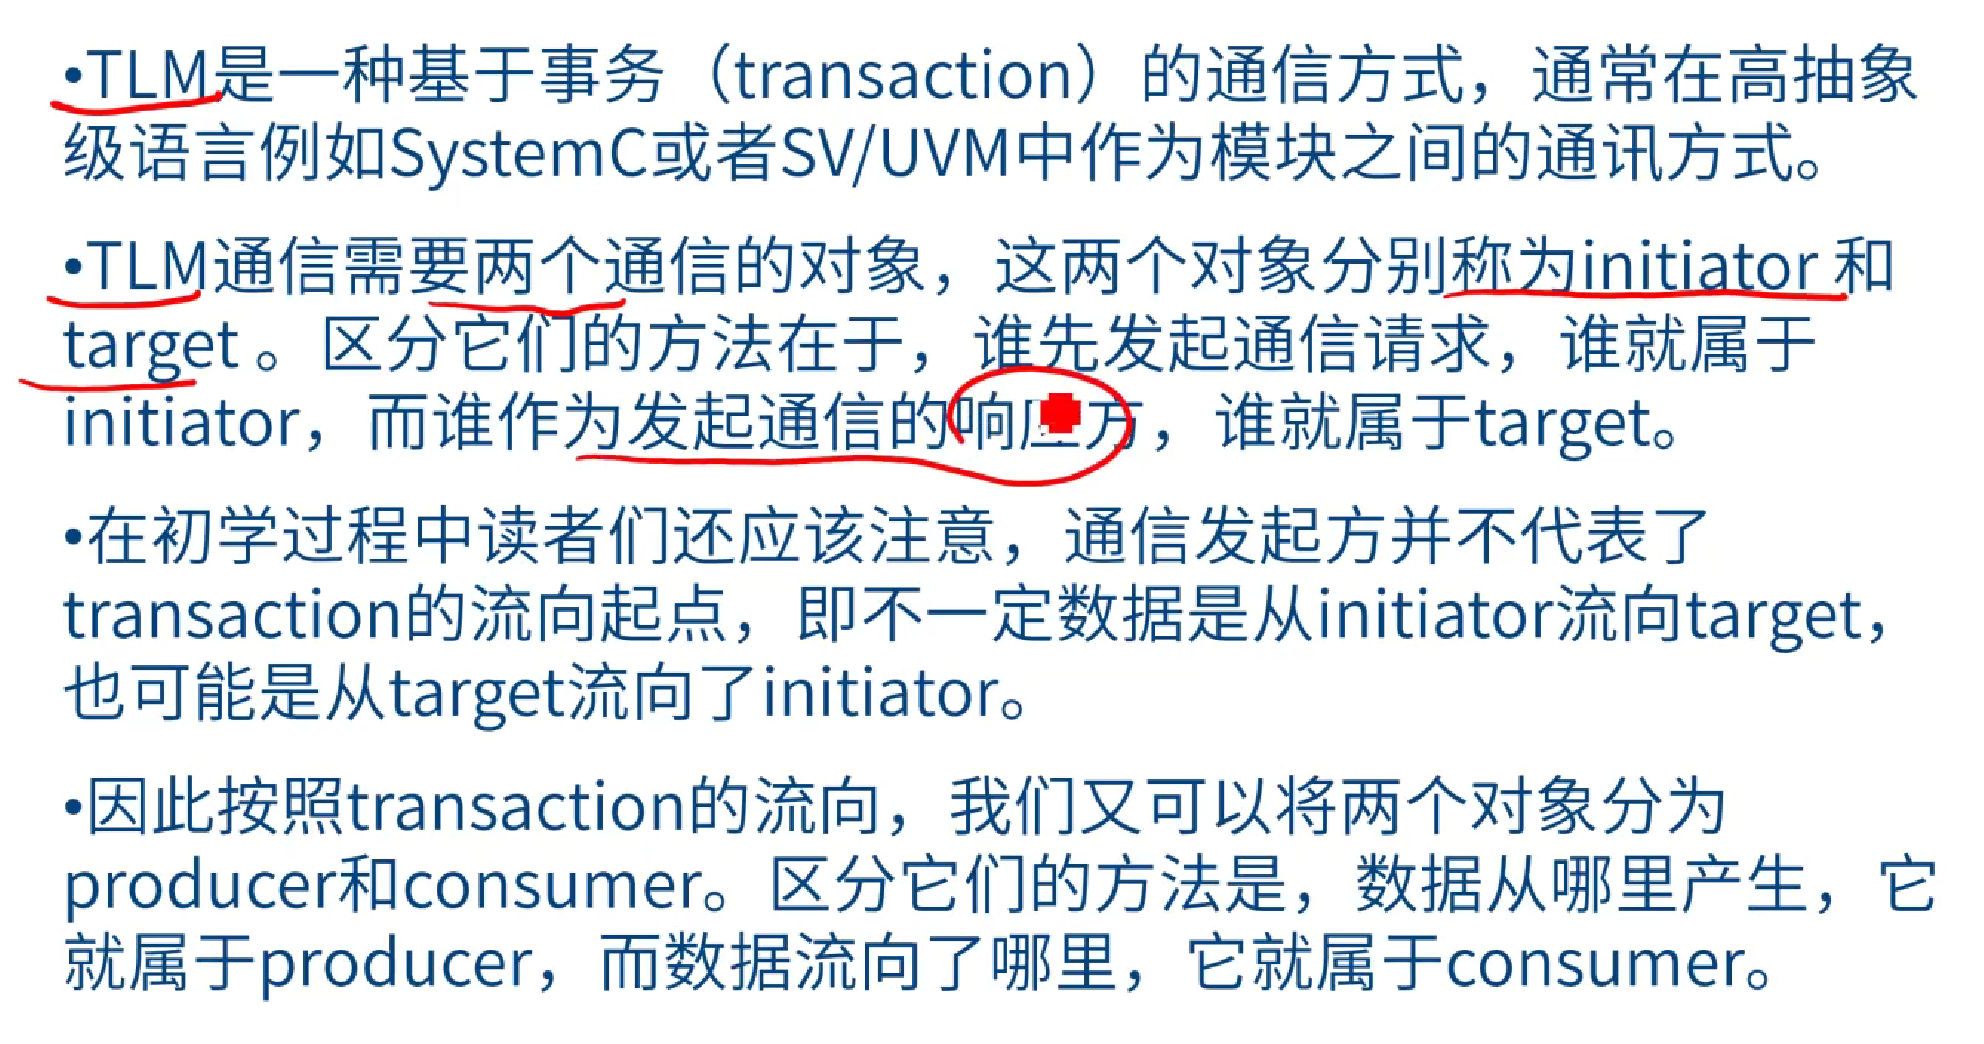 •TLM是一种基于事务（transaction）的通信方式，通常在高抽象
级语言例如SystemC或者SV/UVM中作为模块之间的通讯方式。
•TLM通信需要两个通信的对象，这两个对象分别称为initiator 和
target 。区分它们的方法在于，谁先发起通信请求，谁就属于
initiator，而谁作为发起通信的响应方，谁就属于target。
•在初学过程中读者们还应该注意，通信发起方并不代表了
transaction的流向起点，即不一定数据是从initiator流向target，
也可能是从target流向了initiator。
•因此按照transaction的流向，我们又可以将两个对象分为
producer和consumer。区分它们的方法是，数据从哪里产生，它
就属于producer，而数据流向了哪里，它就属于consumer。